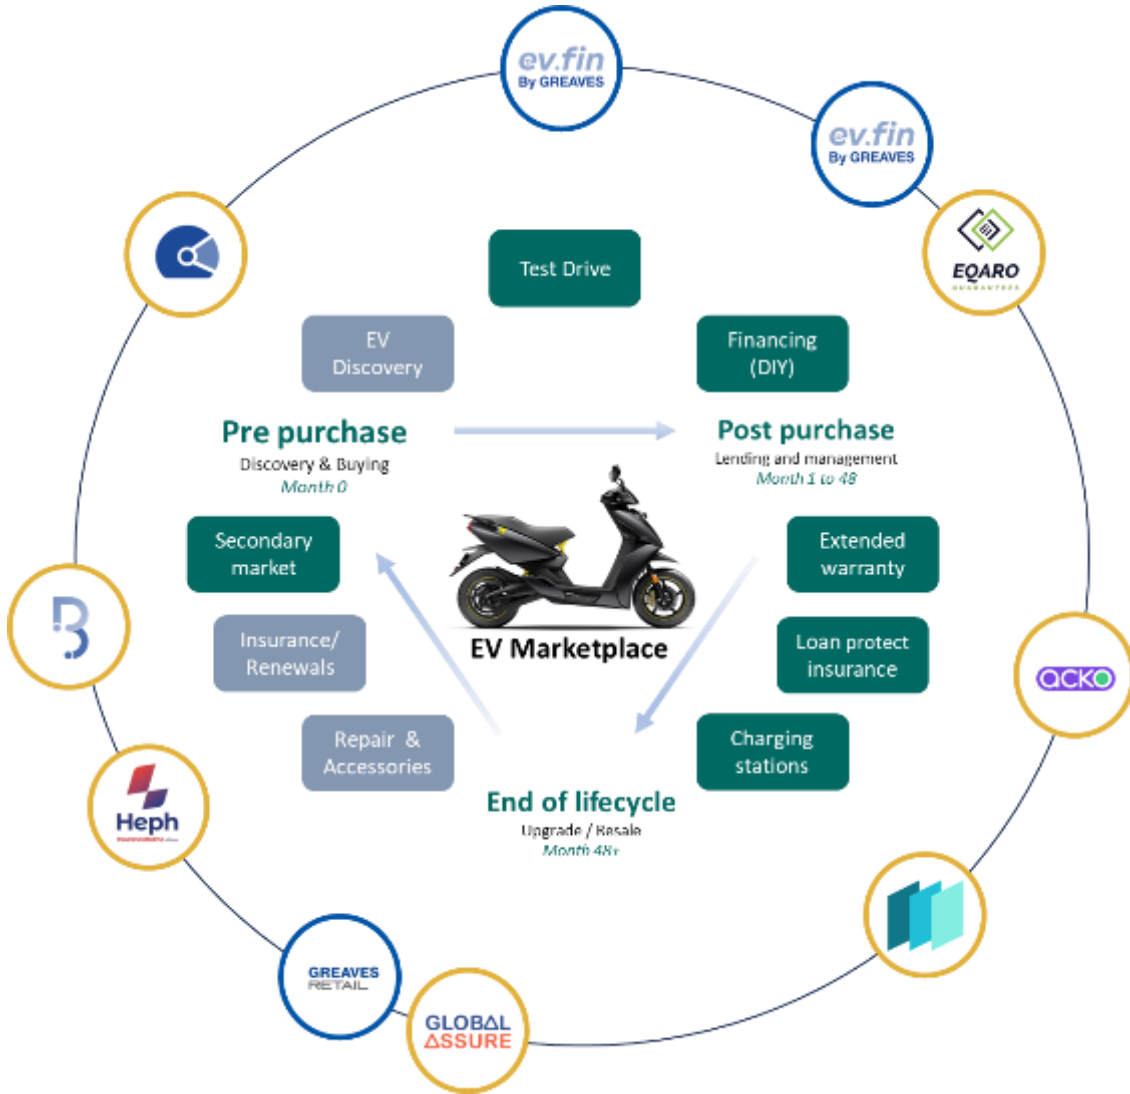 ev.fin
By GREAVES
ev.fin
By GREAVES
EQARO
GUARANTEES
Test Drive
EV
Discovery
Financing
(DIY)
Pre purchase
Discovery & Buying
Month 0
Post purchase
Lending and management
Month 1 to 48
Secondary
market
Extended
warranty
EV Marketplace
Insurance/
Renewals
Loan protect
insurance
acko
Repair &
Accessories
Charging
stations
End of lifecycle
Upgrade / Resale
Month 48+
B
Heph
GREAVES
RETAIL
GLOBAL
ASSURE